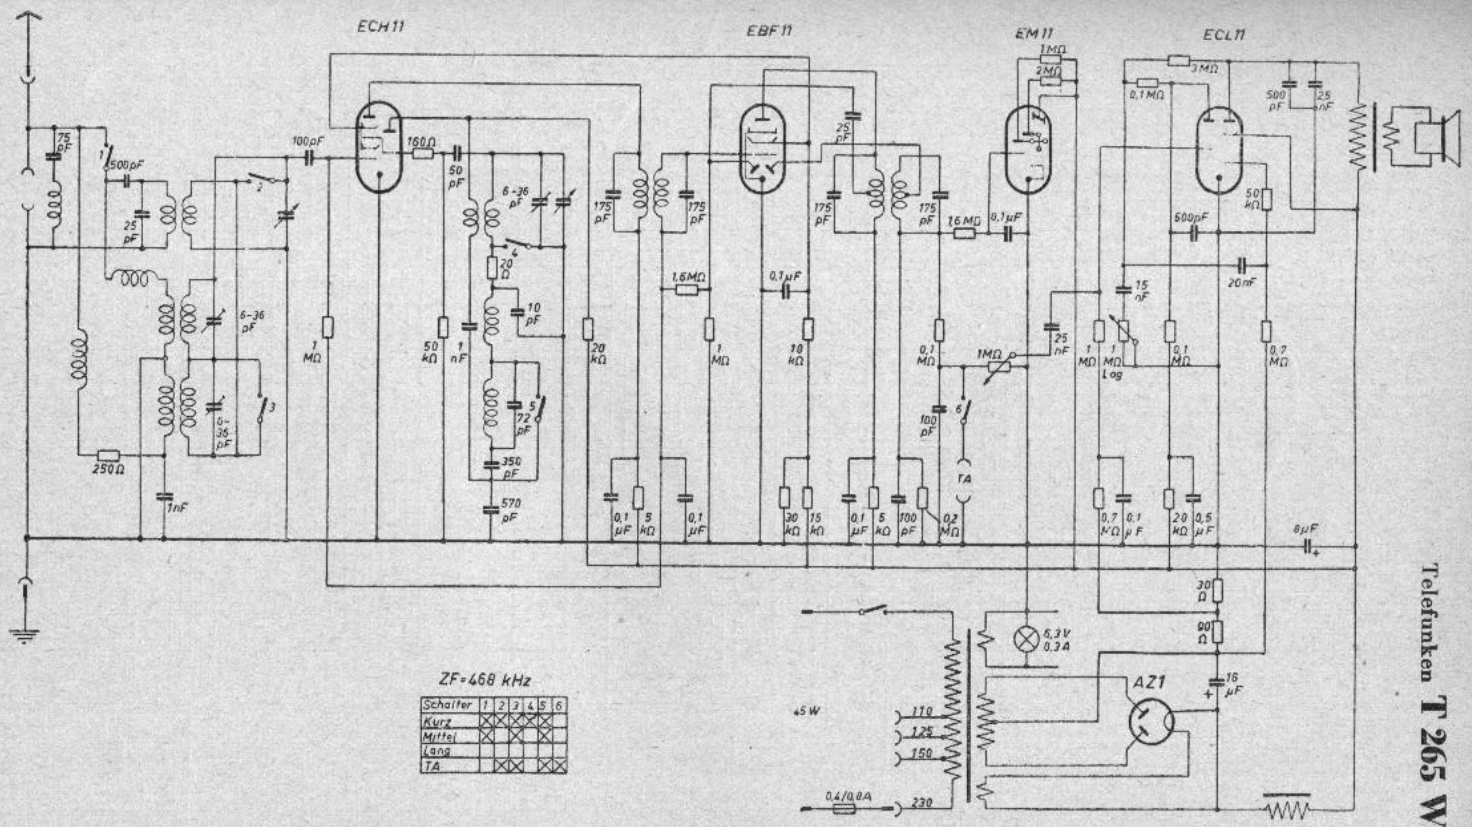 ECH11
EBF11
EM11
ECL11
1MΩ
2MΩ
3MΩ
0,1MΩ
500
pF
25
nF
75
pF
1
500pF
100pF
160Ω
50
pF
25
pF
2
6-36
pF
4
20
Ω
175
pF
175
pF
25
pF
175
pF
175
pF
1,6MΩ
0,1µF
50
kΩ
500pF
20nF
25
pF
10
pF
1,6MΩ
0,1µF
15
nF
6-36
pF
1
MΩ
50
kΩ
1
nF
20
kΩ
1
MΩ
10
kΩ
0,1
MΩ
1MΩ
25
nF
1
MΩ
1
MΩ
Log
0,1
MΩ
0,7
MΩ
3
6-
36
pF
5
72
pF
100
pF
6
250Ω
350
pF
TA
1nF
570
pF
0,1
µF
5
kΩ
0,1
µF
30
kΩ
15
kΩ
0,1
µF
5
kΩ
100
pF
0,2
MΩ
0,7
MΩ
0,1
µF
20
kΩ
0,5
µF
8µF
+
30
Ω
90
Ω
6,3V
0,3A
16
µF
+
AZ1
45W
110
125
150
230
0,4/0,8A
ZF=468 kHz
Schalter 1 2 3 4 5 6
Kurz
Mittel
Lang
TA
Telefunken T 265 W